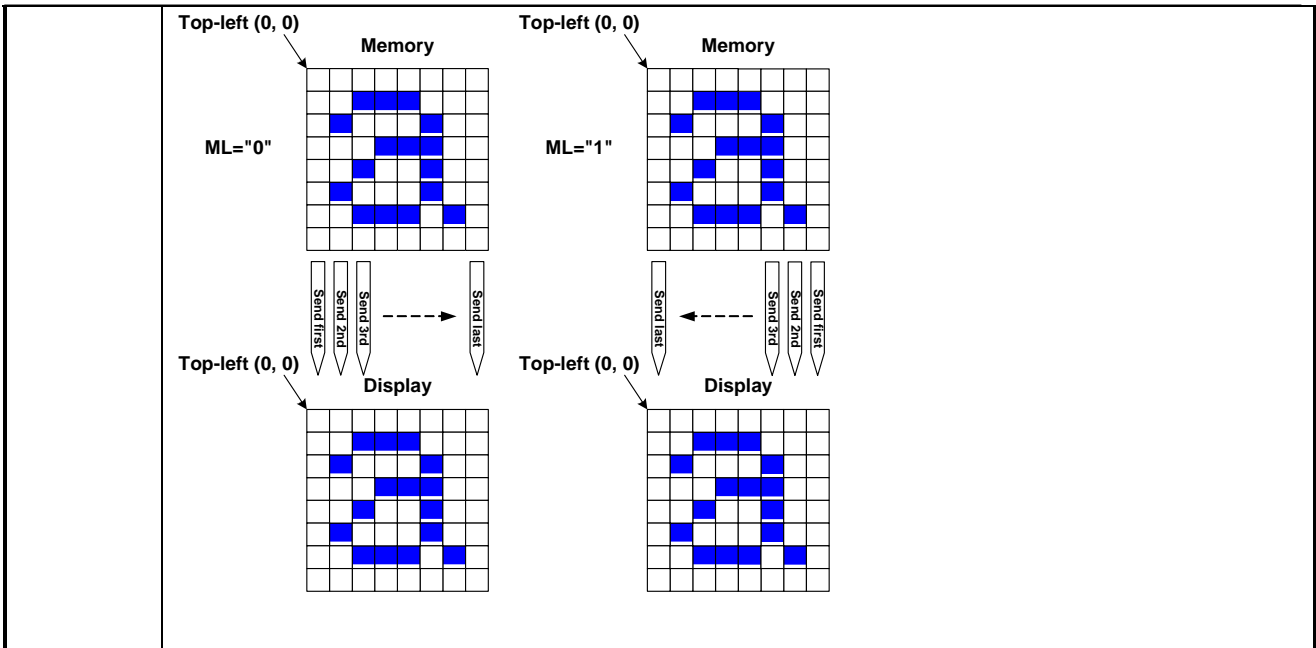 Top-left (0, 0) Top-left (0, 0)
Memory Memory
ML="0" ML="1"
Send first
Send 2nd
Send 3rd
Send last
Send last
Send 3rd
Send 2nd
Send first
Top-left (0, 0) Top-left (0, 0)
Display Display